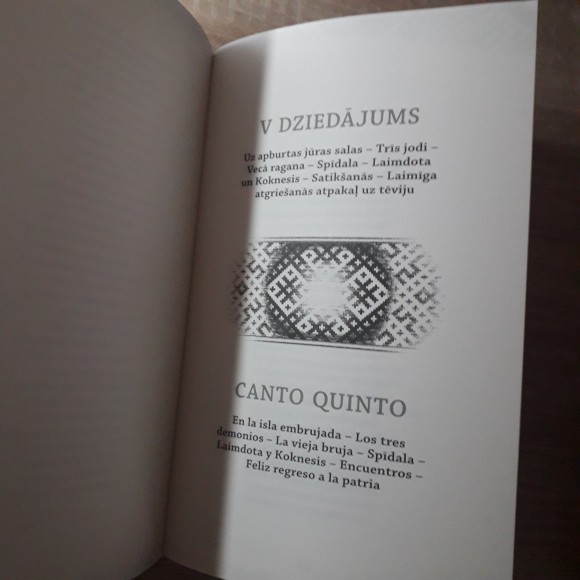 V DZIEDĀJUMS
Uz apburtas jūras salas – Trīs jodi –
Vecā ragana – Spīdala – Laimdota
un Koknesis – Satikšanās – Laimīga
atgriešanās atpakaļ uz tēviju
CANTO QUINTO
En la isla embrujada – Los tres
demonios – La vieja bruja – Spīdala –
Laimdota y Koknesis – Encuentros –
Feliz regreso a la patria